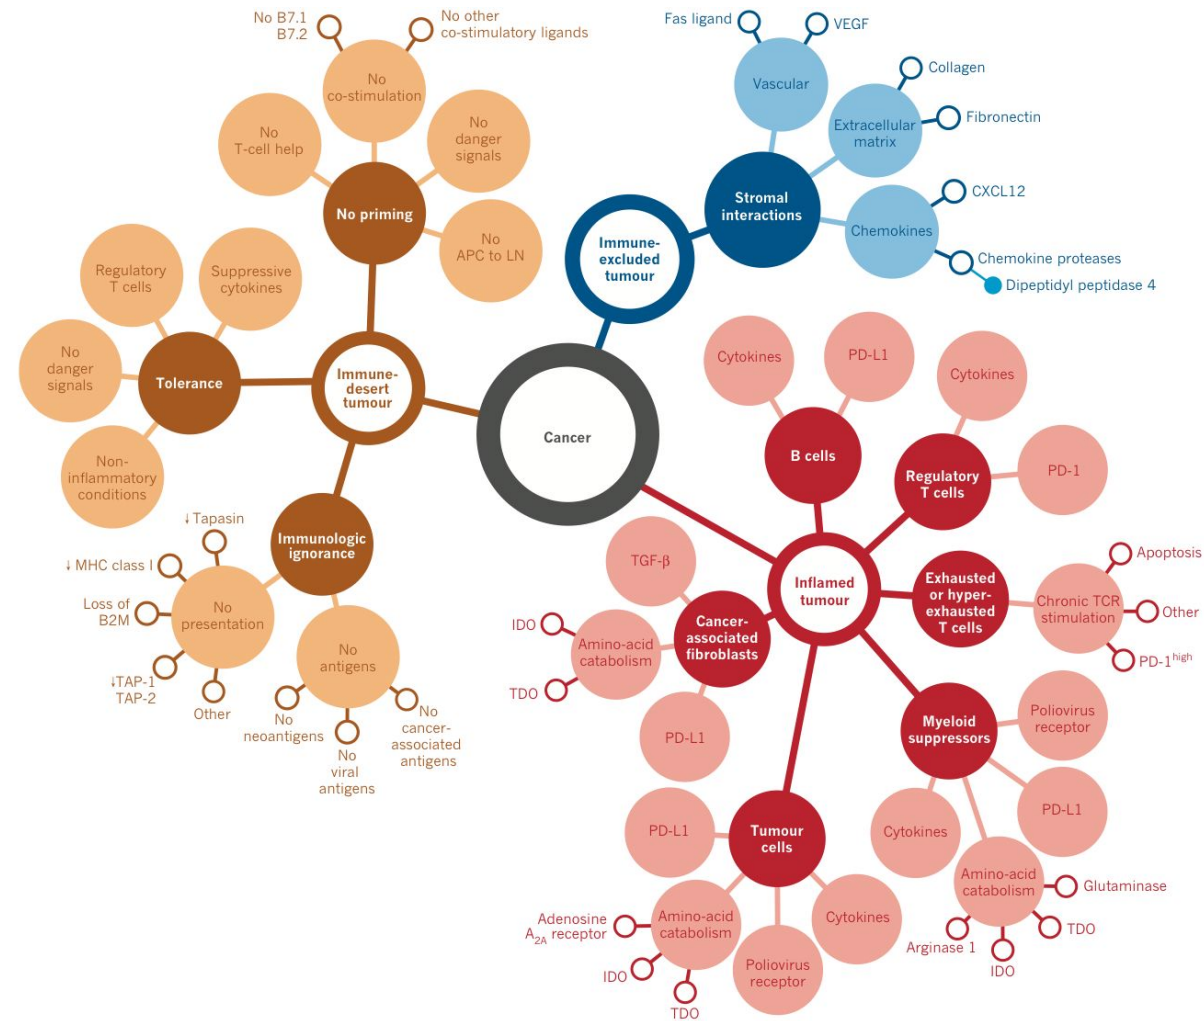 No B7.1
B7.2
No other
co-stimulatory ligands
No
co-stimulation
No
T-cell help
No
danger
signals
No priming
No
APC to LN
Regulatory
T cells
Suppressive
cytokines
No
danger
signals
Tolerance
Non-
inflammatory
conditions
Immune-
desert
tumour
Immunologic
ignorance
↓Tapasin
↓ MHC class I
Loss of
B2M
↓TAP-1
TAP-2
Other
No
presentation
No
antigens
No
neoantigens
No
viral
antigens
No
cancer-
associated
antigens
Cancer
Immune-
excluded
tumour
Stromal
interactions
Fas ligand
VEGF
Vascular
Extracellular
matrix
Collagen
Fibronectin
Chemokines
CXCL12
Chemokine proteases
Dipeptidyl peptidase 4
Inflamed
tumour
B cells
Cytokines
PD-L1
Regulatory
T cells
Cytokines
PD-1
Exhausted
or hyper-
exhausted
T cells
Chronic TCR
stimulation
Apoptosis
Other
PD-1high
Myeloid
suppressors
Poliovirus
receptor
PD-L1
Cytokines
Amino-acid
catabolism
Glutaminase
TDO
IDO
Arginase 1
Cancer-
associated
fibroblasts
TGF-β
Amino-acid
catabolism
IDO
TDO
PD-L1
Tumour
cells
PD-L1
Amino-acid
catabolism
Adenosine
A2A receptor
IDO
TDO
Poliovirus
receptor
Cytokines